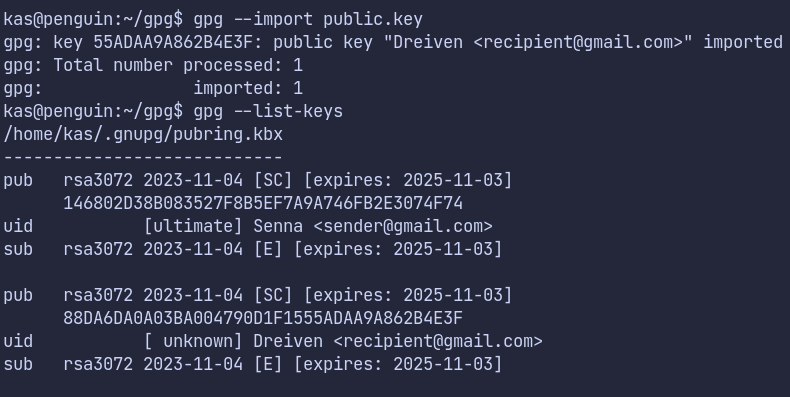 kas@penguin:~/gpg$ gpg --import public.key
gpg: key 55ADAA9A862B4E3F: public key "Dreiven <recipient@gmail.com>" imported
gpg: Total number processed: 1
gpg:               imported: 1
kas@penguin:~/gpg$ gpg --list-keys
/home/kas/.gnupg/pubring.kbx
----------------------------
pub   rsa3072 2023-11-04 [SC] [expires: 2025-11-03]
      146802D38B083527F8B5EF7A9A746FB2E3074F74
uid           [ultimate] Senna <sender@gmail.com>
sub   rsa3072 2023-11-04 [E] [expires: 2025-11-03]

pub   rsa3072 2023-11-04 [SC] [expires: 2025-11-03]
      88DA6DA0A03BA004790D1F1555ADAA9A862B4E3F
uid           [ unknown] Dreiven <recipient@gmail.com>
sub   rsa3072 2023-11-04 [E] [expires: 2025-11-03]